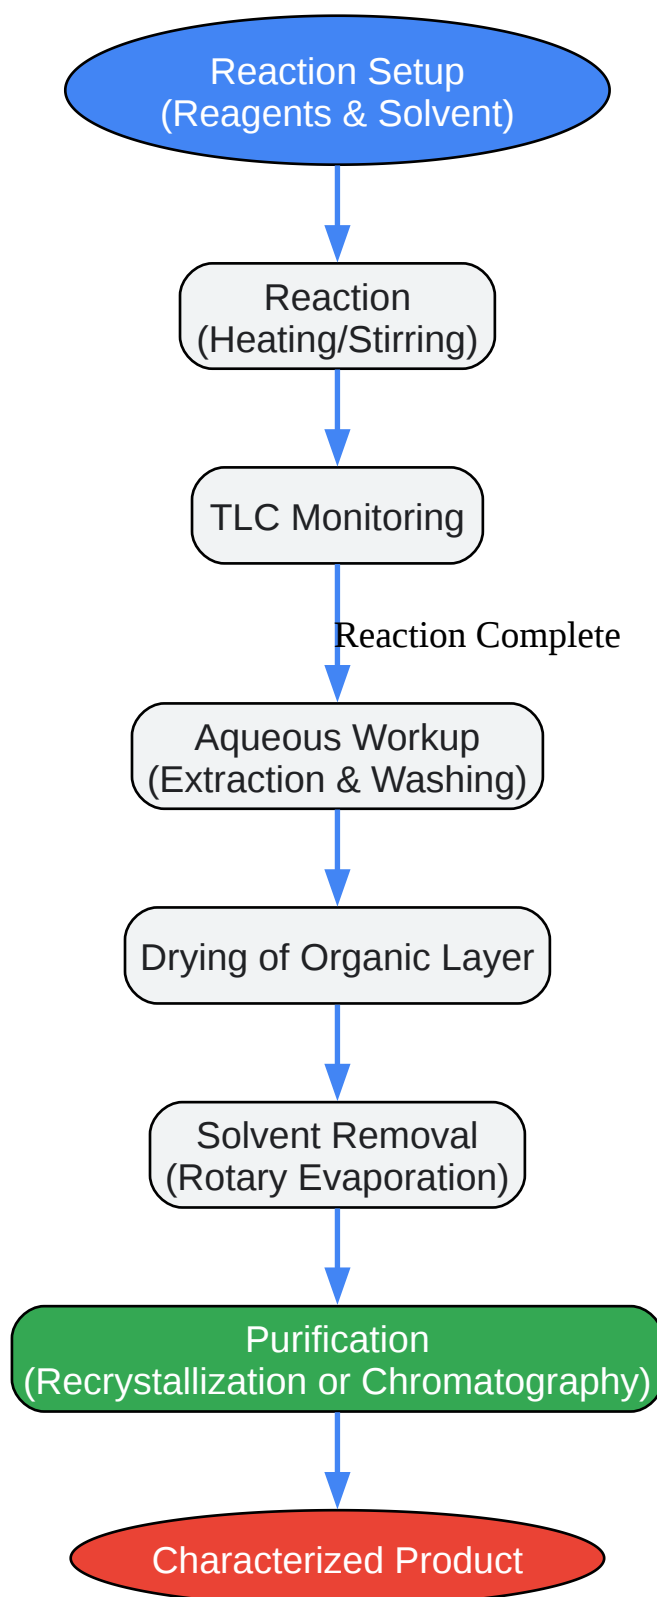 Reaction Setup
(Reagents & Solvent)
Reaction
(Heating/Stirring)
TLC Monitoring
Reaction Complete
Aqueous Workup
(Extraction & Washing)
Drying of Organic Layer
Solvent Removal
(Rotary Evaporation)
Purification
(Recrystallization or Chromatography)
Characterized Product